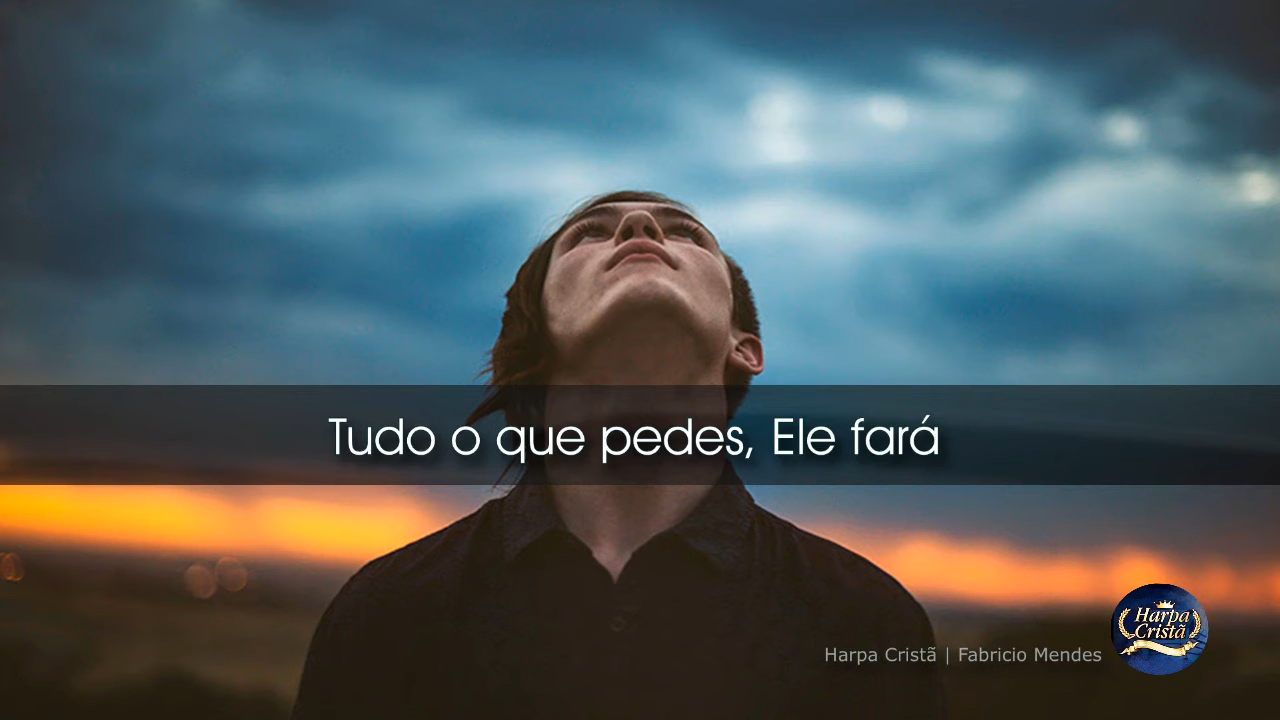 Tudo o que pedes, Ele fará
Harpa Cristã | Fabricio Mendes
Harpa
Cristã